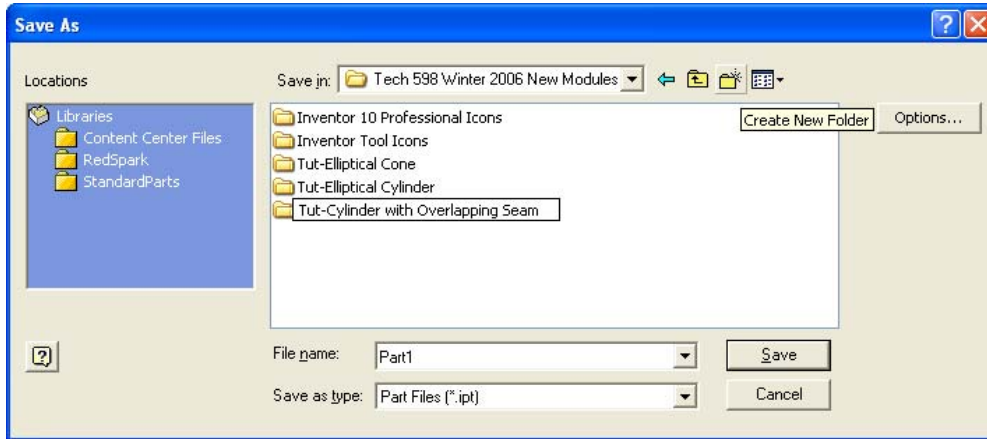 Save As
Locations
Save in: Tech 598 Winter 2006 New Modules
Libraries
Content Center Files
RedSpark
StandardParts
Inventor 10 Professional Icons
Inventor Tool Icons
Tut-Elliptical Cone
Tut-Elliptical Cylinder
Tut-Cylinder with Overlapping Seam
Create New Folder
Options...
File name: Part1
Save
Save as type: Part Files (*.ipt)
Cancel